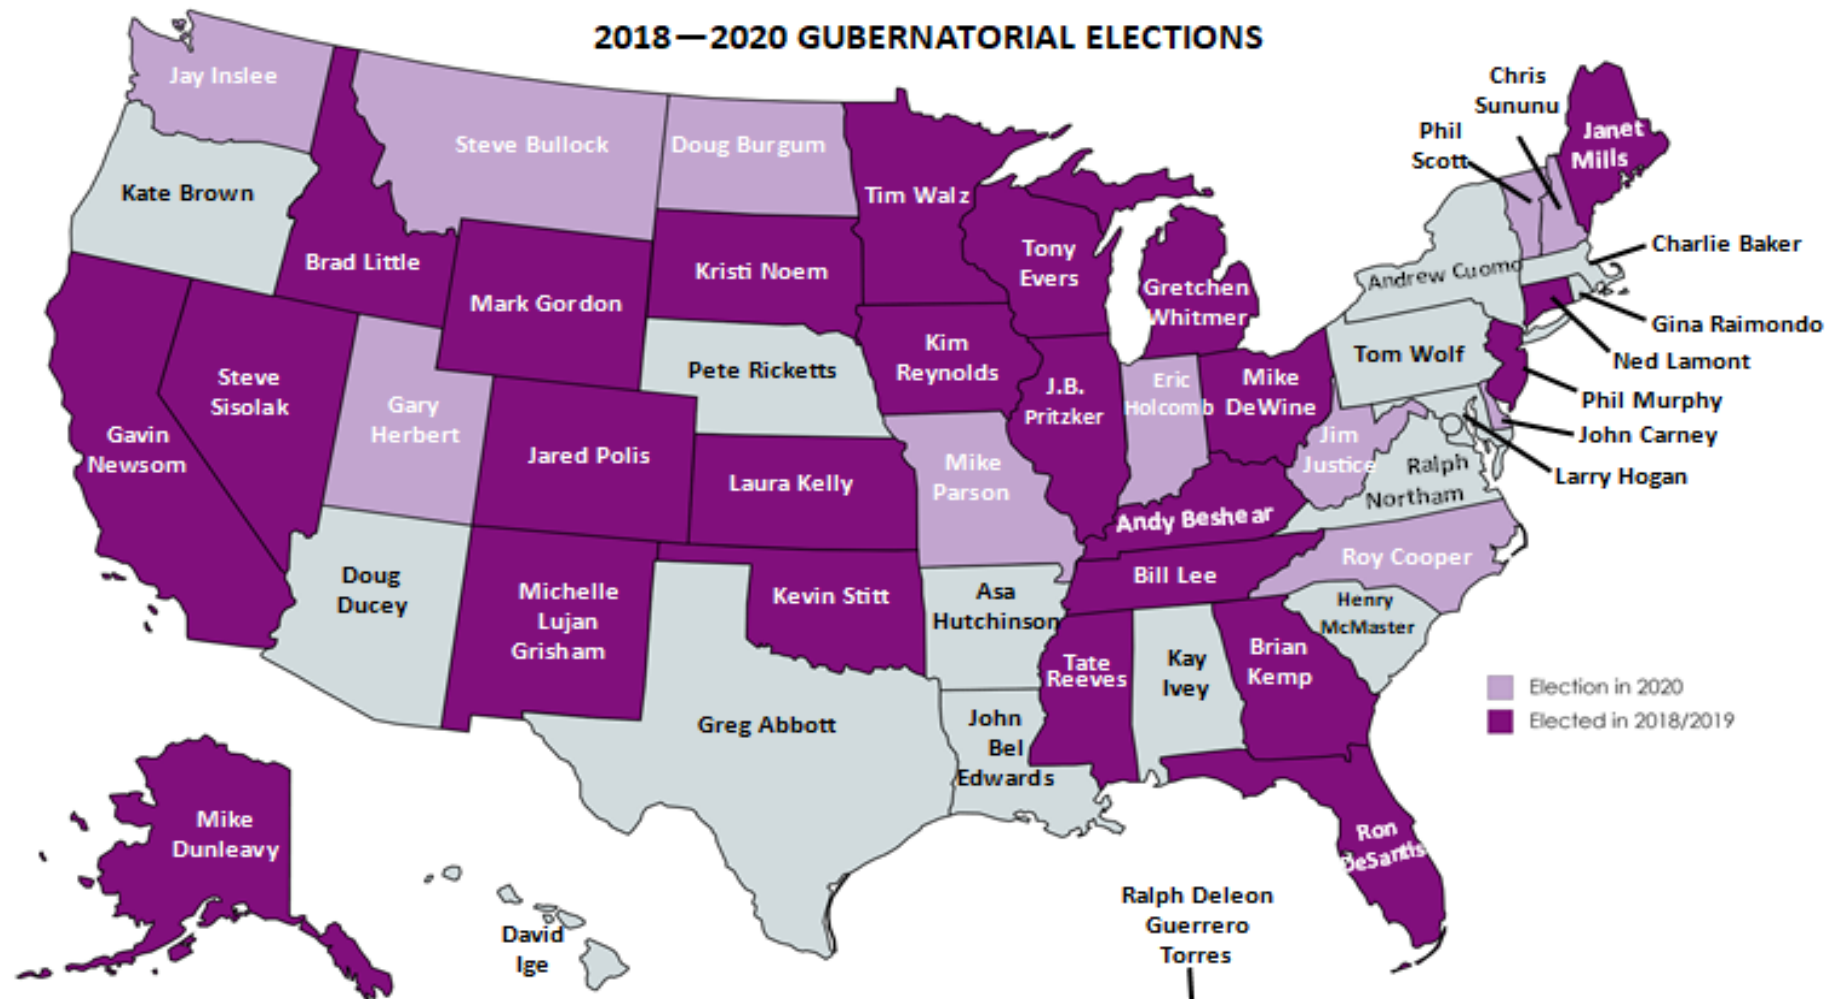 2018—2020 GUBERNATORIAL ELECTIONS
Jay Inslee
Steve Bullock
Doug Burgum
Kate Brown
Brad Little
Tim Walz
Chris
Sununu
Phil
Scott
Janet
Mills
Kristi Noem
Mark Gordon
Tony
Evers
Gretchen
Whitmer
Andrew Cuomo
Charlie Baker
Gina Raimondo
Ned Lamont
Phil Murphy
John Carney
Larry Hogan
Steve
Sisolak
Gary
Herbert
Gavin
Newsom
Pete Ricketts
Kim
Reynolds
J.B.
Pritzker
Eric
Holcomb
Mike
DeWine
Tom Wolf
Jim
Justice
Ralph
Northam
Jared Polis
Laura Kelly
Mike
Parson
Andy Beshear
Roy Cooper
Doug
Ducey
Michelle
Lujan
Grisham
Kevin Stitt
Asa
Hutchinson
Bill Lee
Henry
McMaster
Tate
Reeves
Kay
Ivey
Brian
Kemp
Greg Abbott
John
Bel
Edwards
Election in 2020
Elected in 2018/2019
Mike
Dunleavy
David
Ige
Ron
DeSantis
Ralph Deleon
Guerrero
Torres